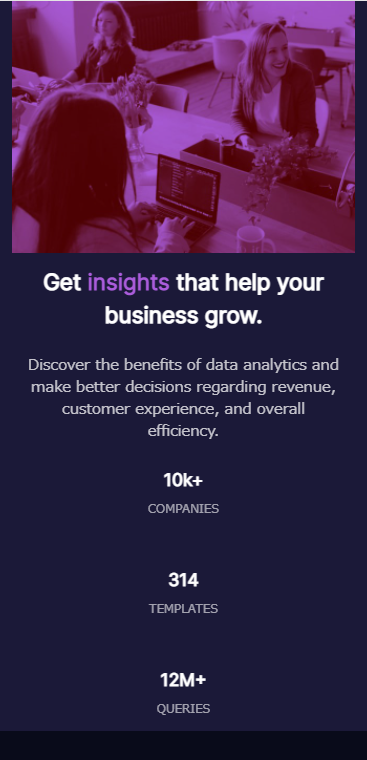 Get insights that help your
business grow.
Discover the benefits of data analytics and
make better decisions regarding revenue,
customer experience, and overall
efficiency.
10k+
COMPANIES
314
TEMPLATES
12M+
QUERIES